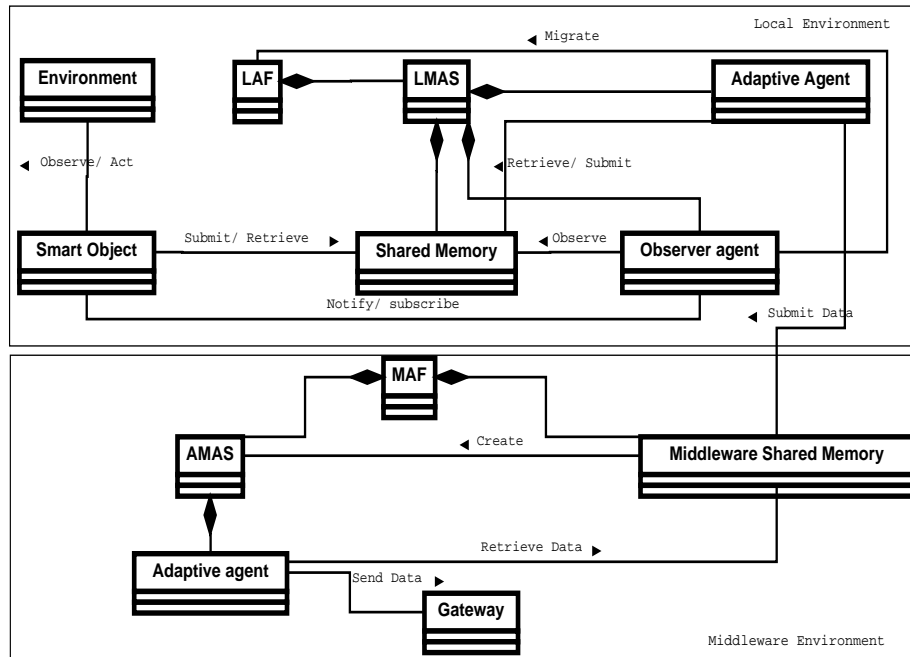 Local Environment
Migrate
Environment
LAF
LMAS
Adaptive Agent
Observe/ Act
Retrieve/ Submit
Smart Object
Submit/ Retrieve
Shared Memory
Observe
Observer agent
Notify/ subscribe
Submit Data
MAF
AMAS
Create
Middleware Shared Memory
Retrieve Data
Adaptive agent
Send Data
Gateway
Middleware Environment